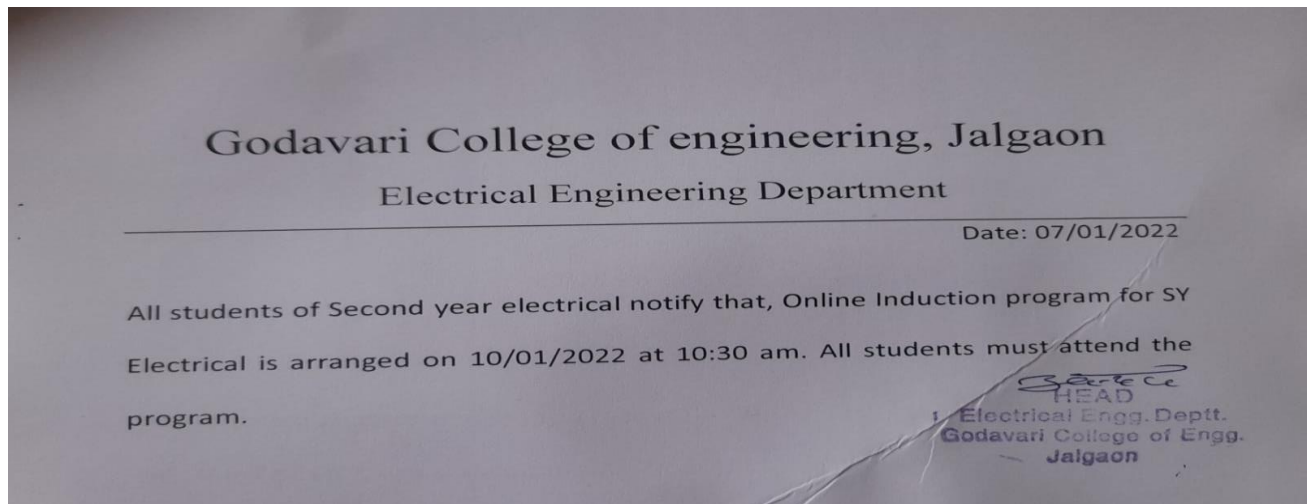 Godavari College of engineering, Jalgaon
Electrical Engineering Department
Date: 07/01/2022
All students of Second year electrical notify that, Online Induction program for SY
Electrical is arranged on 10/01/2022 at 10:30 am. All students must attend the
program.
HEAD
Electrical Engg. Deptt.
Godavari College of Engg.
Jalgaon